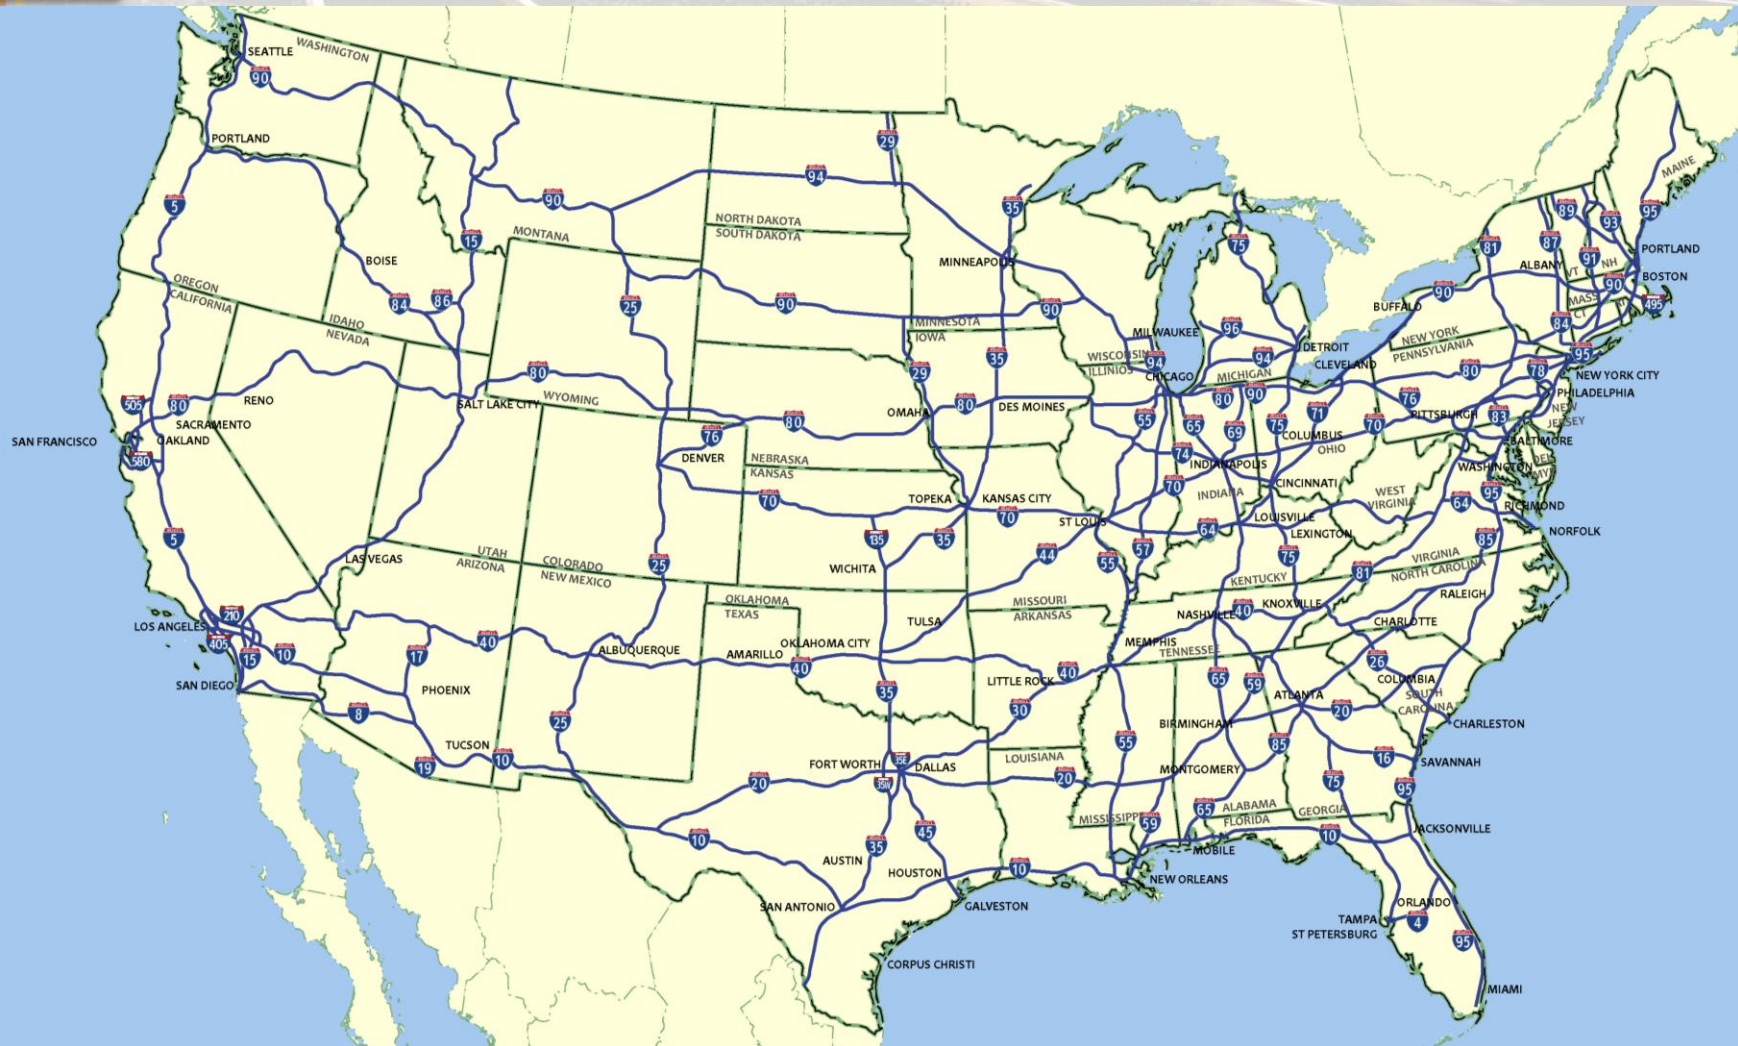 SEATTLE
WASHINGTON
90
PORTLAND
29
94
MAINE
5
90
35
89
93
95
15
MONTANA
NORTH DAKOTA
SOUTH DAKOTA
75
81
87
PORTLAND
BOISE
MINNEAPOLIS
ALBANY
VT
NH
91
BOSTON
OREGON
CALIFORNIA
84
86
25
90
90
BUFFALO
90
MASS
90
495
RI
CT
IDAHO
NEVADA
MINNESOTA
IOWA
MILWAUKEE
96
84
NEW YORK
PENNSYLVANIA
35
WISCONSIN
ILLINIOS
94
94
DETROIT
CLEVELAND
95
80
29
CHICAGO
MICHIGAN
80
78
NEW YORK CITY
505
80
RENO
SALT LAKE CITY
WYOMING
OMAHA
80
DES MOINES
80
90
76
PHILADELPHIA
SACRAMENTO
80
55
65
69
75
71
70
PITTSBURGH
83
NEW
JERSEY
SAN FRANCISCO
OAKLAND
76
COLUMBUS
OHIO
BALTIMORE
580
DENVER
NEBRASKA
KANSAS
74
INDIANAPOLIS
WASHINGTON
DEL
MY
70
TOPEKA
KANSAS CITY
70
INDIANA
CINCINNATI
WEST
VIRGINIA
64
95
RICHMOND
5
135
35
70
ST LOUIS
64
LOUISVILLE
LEXINGTON
85
NORFOLK
LAS VEGAS
UTAH
ARIZONA
COLORADO
NEW MEXICO
25
WICHITA
44
55
57
75
VIRGINIA
NORTH CAROLINA
81
KENTUCKY
OKLAHOMA
TEXAS
MISSOURI
ARKANSAS
RALEIGH
210
LOS ANGELES
405
15
10
17
40
ALBUQUERQUE
AMARILLO
OKLAHOMA CITY
40
TULSA
NASHVILLE
40
KNOXVILLE
CHARLOTTE
MEMPHIS
TENNESSEE
26
SAN DIEGO
8
PHOENIX
35
LITTLE ROCK
40
65
59
ATLANTA
COLUMBIA
SOUTH
CAROLINA
25
30
20
BIRMINGHAM
CHARLESTON
TUCSON
19
10
55
85
16
FORT WORTH
35E
DALLAS
LOUISIANA
MONTGOMERY
SAVANNAH
20
35W
20
75
95
MISSISSIPPI
59
65
ALABAMA
FLORIDA
GEORGIA
10
45
10
JACKSONVILLE
35
AUSTIN
HOUSTON
10
MOBILE
NEW ORLEANS
SAN ANTONIO
GALVESTON
ORLANDO
TAMPA
4
ST PETERSBURG
95
CORPUS CHRISTI
MIAMI